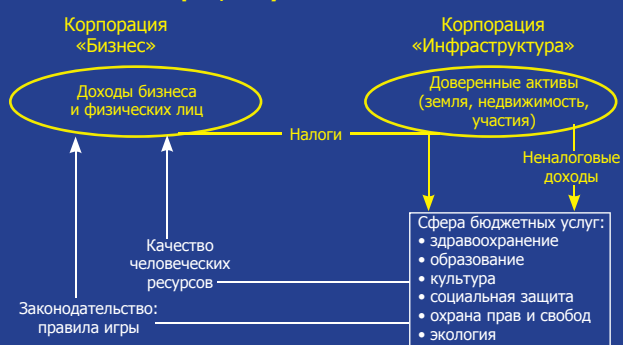 Корпорация
«Бизнес»
Корпорация
«Инфраструктура»
Доходы бизнеса
и физических лиц
Доверенные активы
(земля, недвижимость,
участия)
Налоги
Неналоговые
доходы
Сфера бюджетных услуг:
• здравоохранение
• образование
• культура
• социальная защита
• охрана прав и свобод
• экология
Качество
человеческих
ресурсов
Законодательство:
правила игры